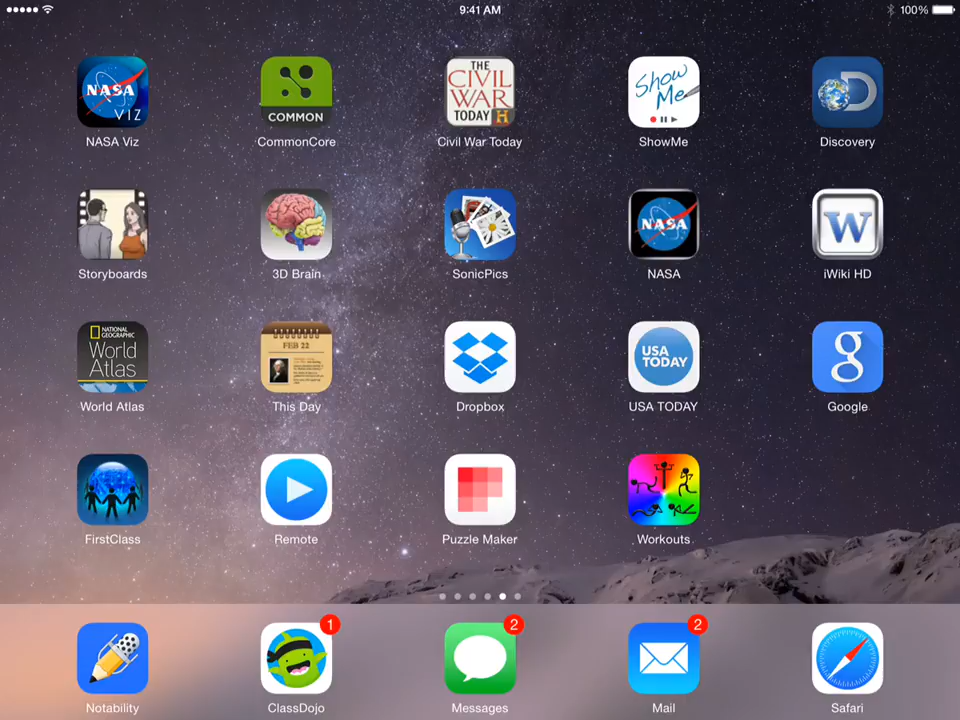 9:41 AM
100%
NASA
VIZ
COMMON
THE
CIVIL
WAR
TODAY H
Show
Me
D
NASA Viz
CommonCore
Civil War Today
ShowMe
Discovery
NASA
W
Storyboards
3D Brain
SonicPics
NASA
iWiki HD
NATIONAL
GEOGRAPHIC
World
Atlas
FEB 22
USA
TODAY
g
World Atlas
This Day
Dropbox
USA TODAY
Google
FirstClass
Remote
Puzzle Maker
Workouts
1
2
2
Notability
ClassDojo
Messages
Mail
Safari